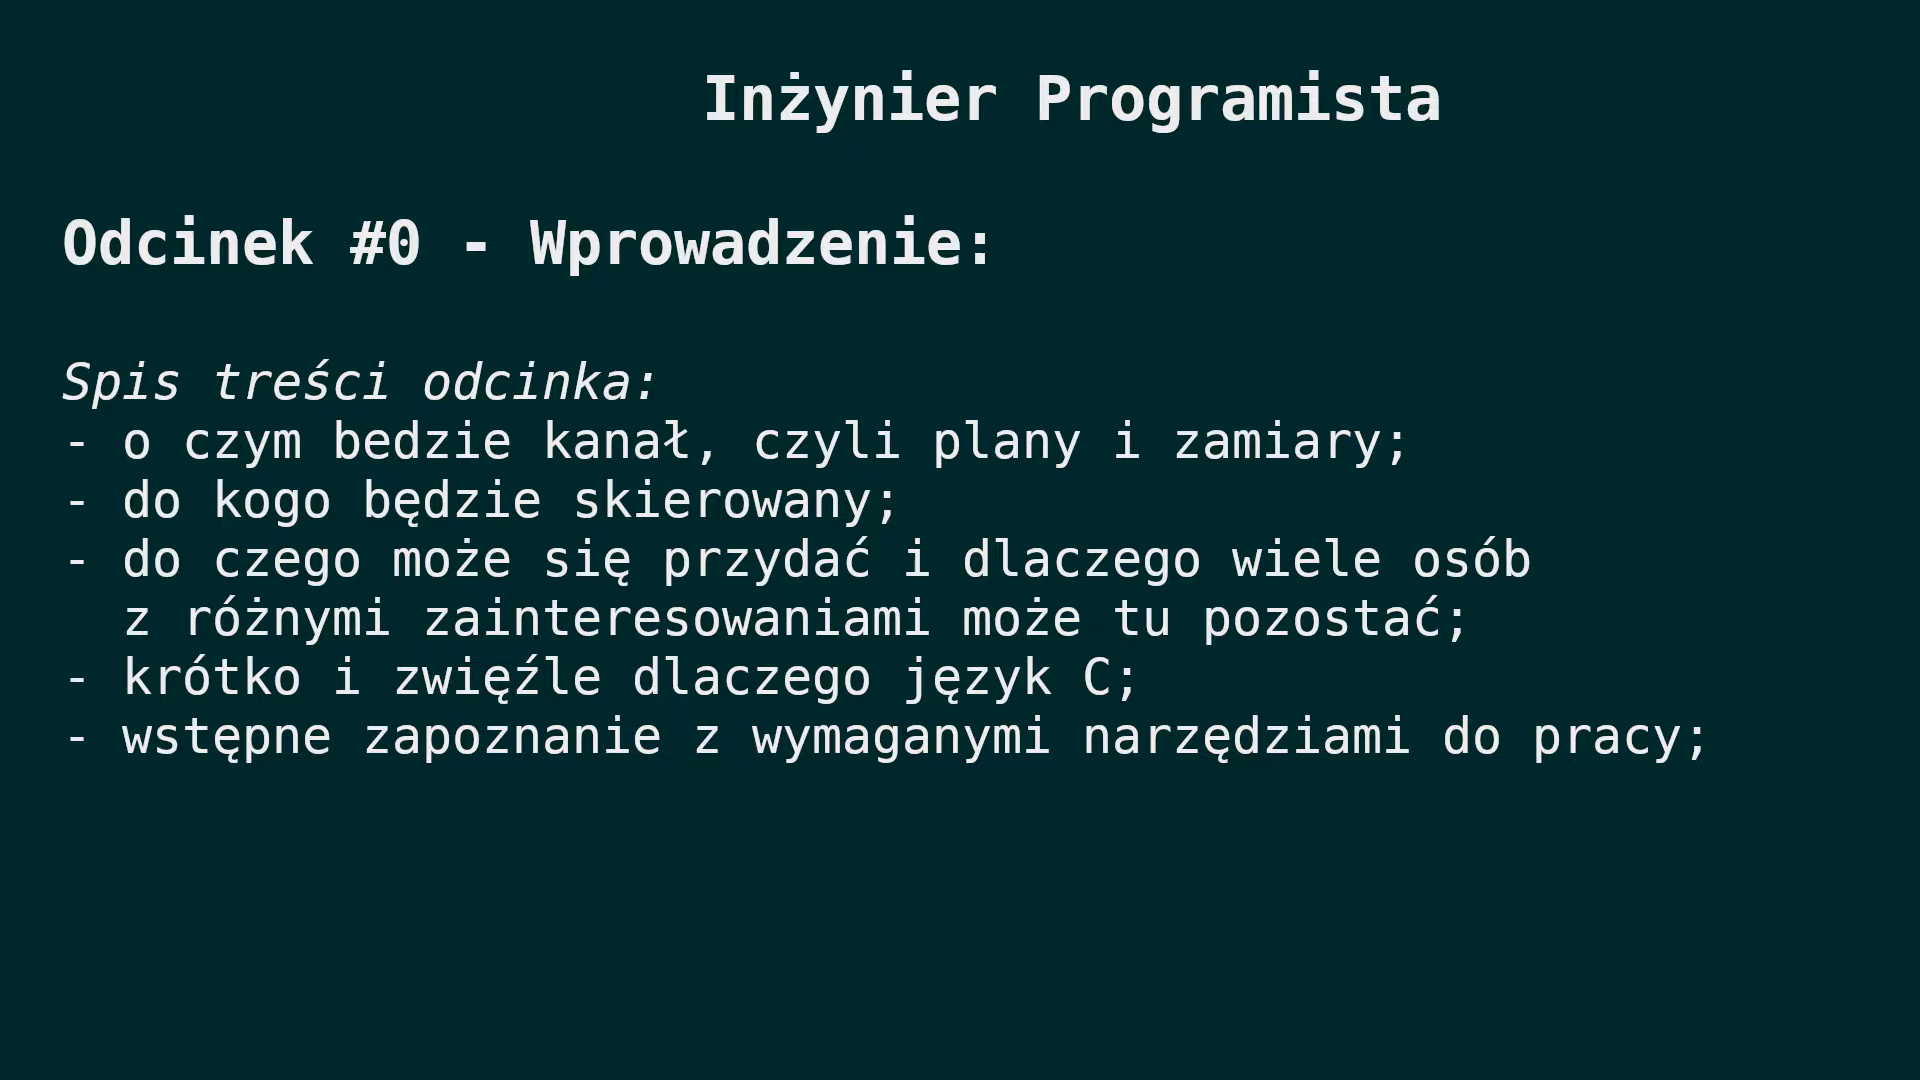 Inżynier Programista
Odcinek #0 - Wprowadzenie:
Spis treści odcinka:
- o czym bedzie kanał, czyli plany i zamiary;
- do kogo będzie skierowany;
- do czego może się przydać i dlaczego wiele osób
z różnymi zainteresowaniami może tu pozostać;
- krótko i zwięźle dlaczego język C;
- wstępne zapoznanie z wymaganymi narzędziami do pracy;